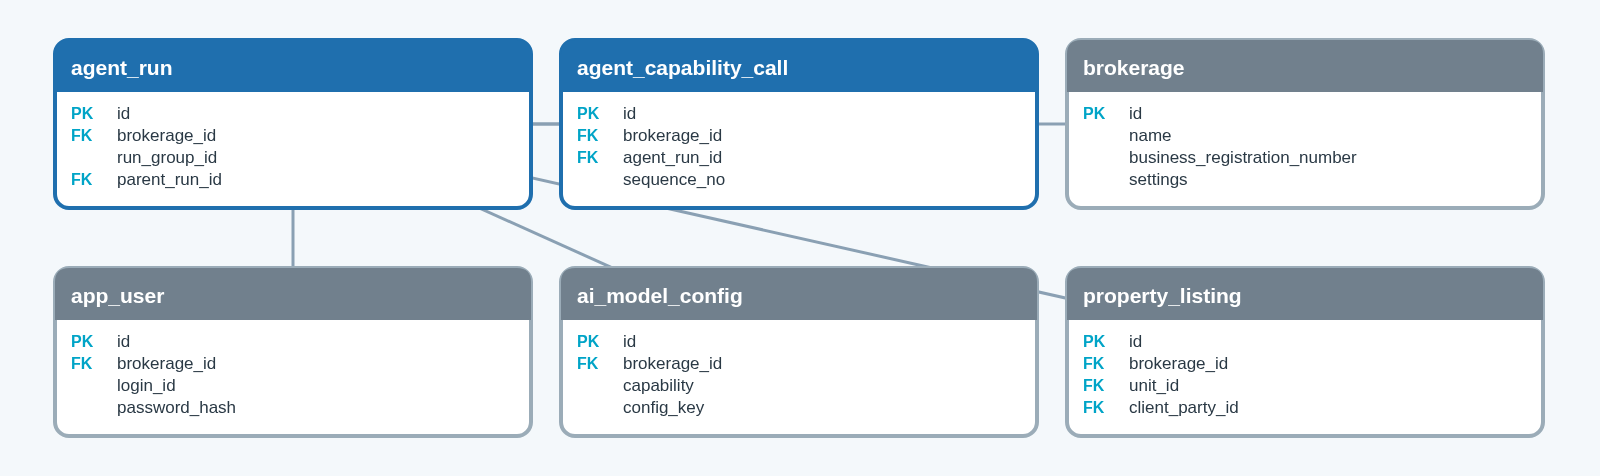 agent_run
PK id
FK brokerage_id
run_group_id
FK parent_run_id
agent_capability_call
PK id
FK brokerage_id
FK agent_run_id
sequence_no
brokerage
PK id
name
business_registration_number
settings
app_user
PK id
FK brokerage_id
login_id
password_hash
ai_model_config
PK id
FK brokerage_id
capability
config_key
property_listing
PK id
FK brokerage_id
FK unit_id
FK client_party_id